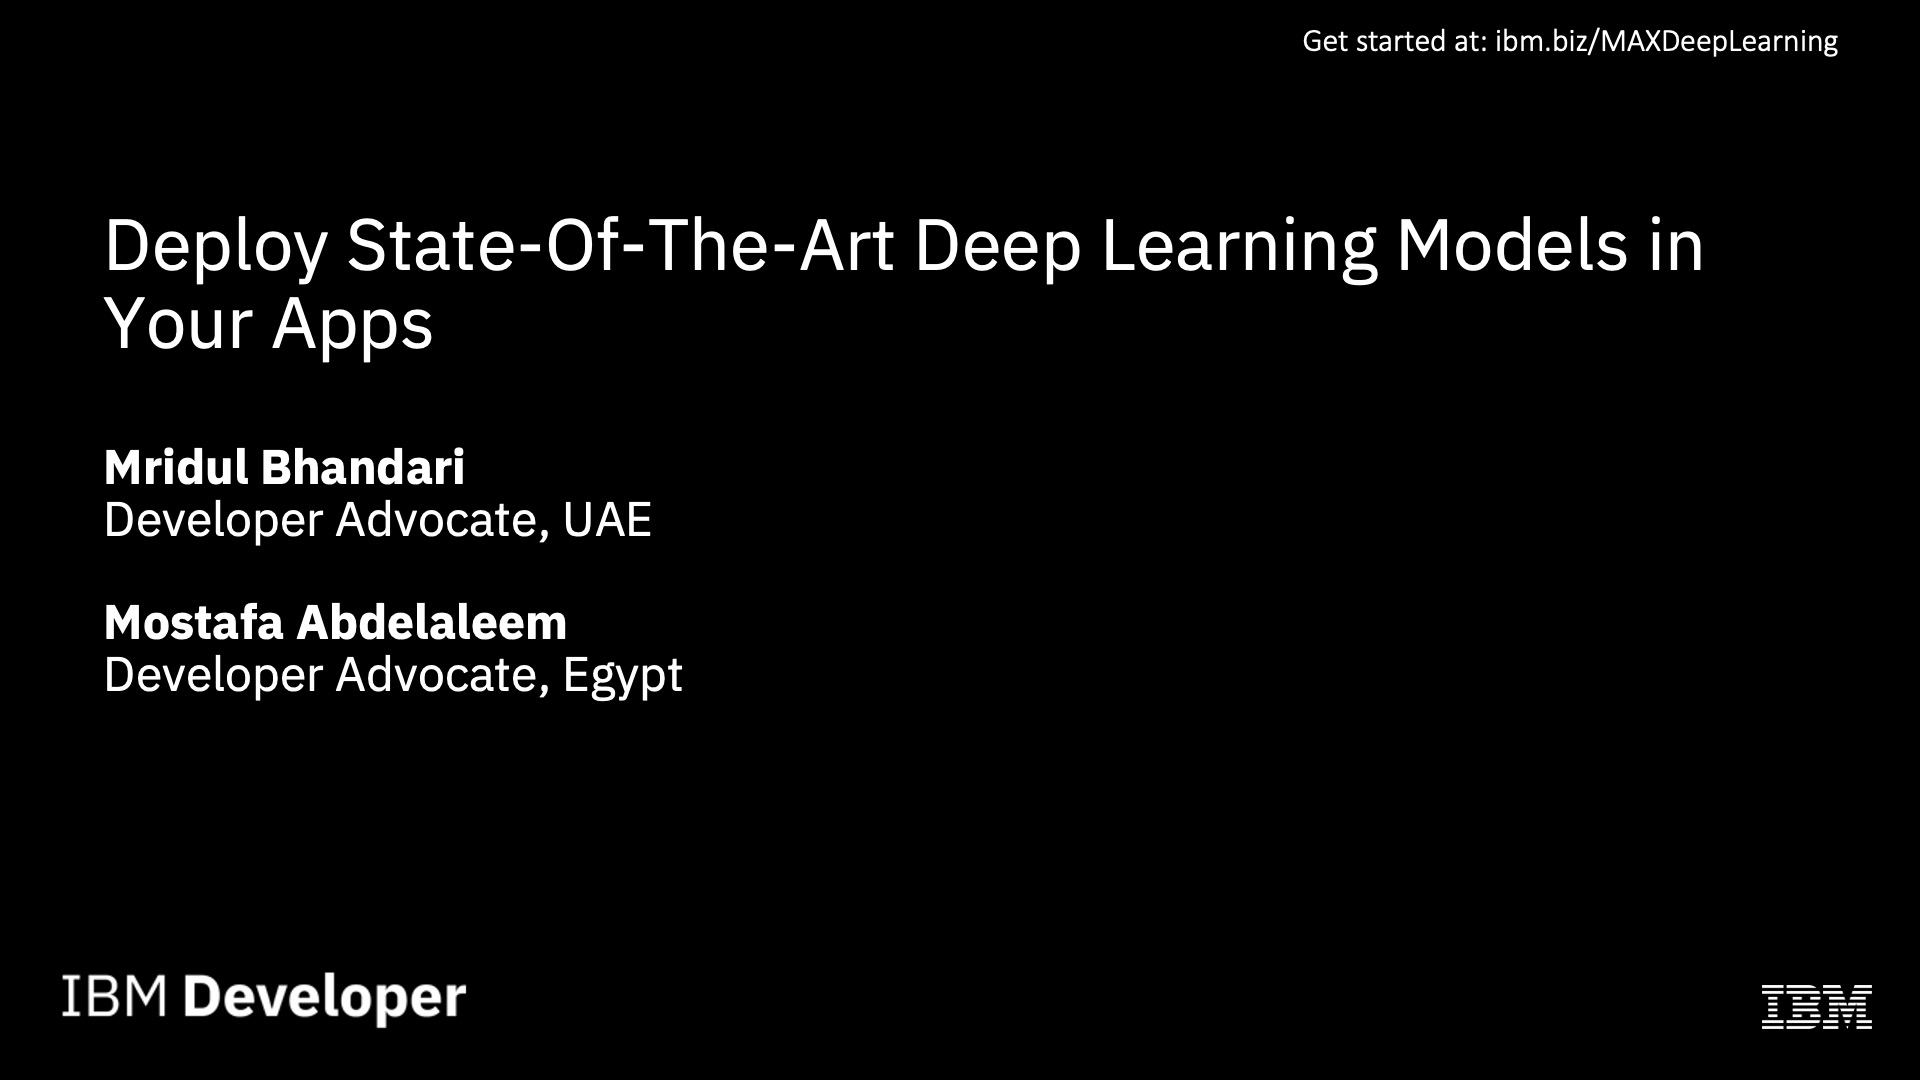 Get started at: ibm.biz/MAXDeepLearning
Deploy State-Of-The-Art Deep Learning Models in
Your Apps
Mridul Bhandari
Developer Advocate, UAE
Mostafa Abdelaleem
Developer Advocate, Egypt
IBM Developer
IBM